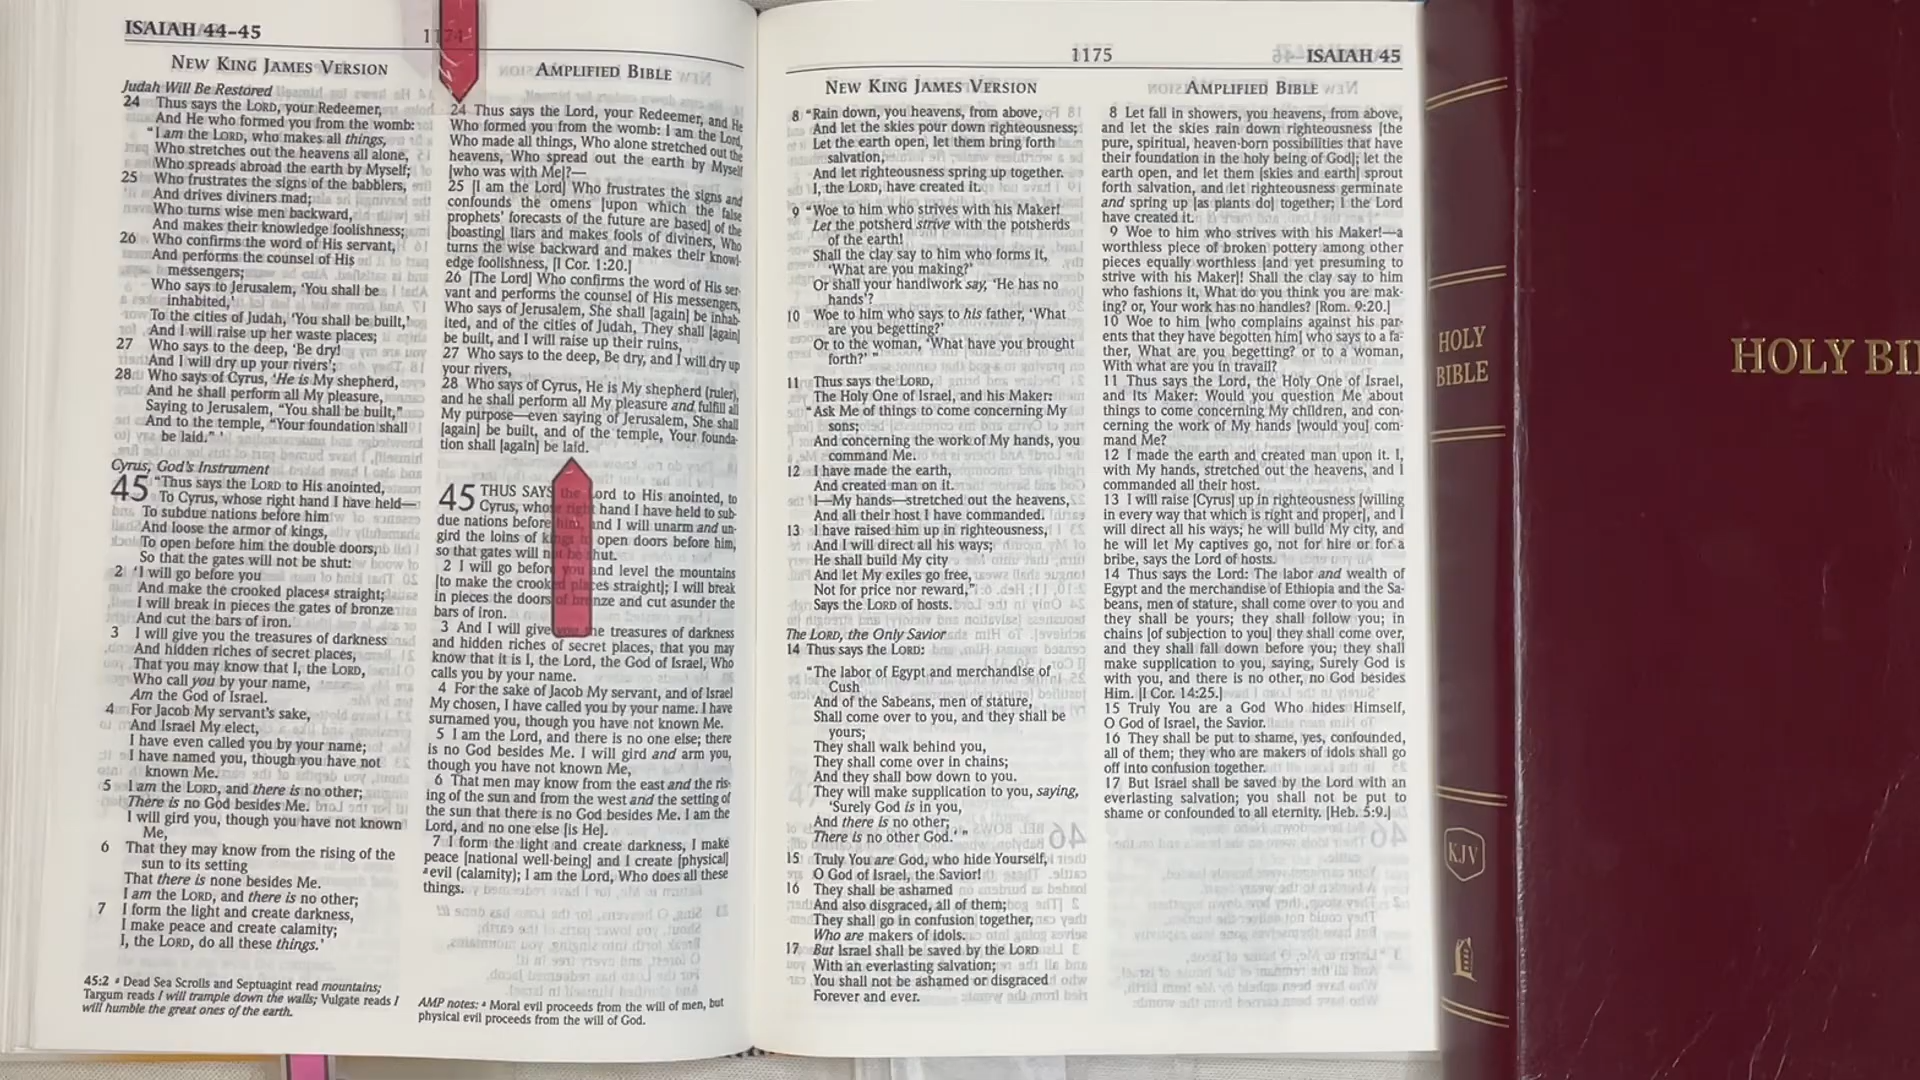 ISAIAH 44–45
1174
NEW KING JAMES VERSION
Judah Will Be Restored
24 Thus says the LORD, your Redeemer,
And He who formed you from the womb:
“I am the LORD, who makes all things,
Who stretches out the heavens all alone,
Who spreads abroad the earth by Myself;
25 Who frustrates the signs of the babblers,
And drives diviners mad;
Who turns wise men backward,
And makes their knowledge foolishness;
26 Who confirms the word of His servant,
And performs the counsel of His
messengers;
Who says to Jerusalem, ‘You shall be
inhabited,’
To the cities of Judah, ‘You shall be built,’
And I will raise up her waste places;
27 Who says to the deep, ‘Be dry!
And I will dry up your rivers’;
28 Who says of Cyrus, ‘He is My shepherd,
And he shall perform all My pleasure,
Saying to Jerusalem, “You shall be built,”
And to the temple, “Your foundation shall
be laid.” ’
Cyrus, God’s Instrument
45 “Thus says the LORD to His anointed,
To Cyrus, whose right hand I have held—
To subdue nations before him
And loose the armor of kings,
To open before him the double doors,
So that the gates will not be shut:
2 ‘I will go before you
And make the crooked placesª straight;
I will break in pieces the gates of bronze
And cut the bars of iron.
3 I will give you the treasures of darkness
And hidden riches of secret places,
That you may know that I, the LORD,
Who call you by your name,
Am the God of Israel.
4 For Jacob My servant’s sake,
And Israel My elect,
I have even called you by your name;
I have named you, though you have not
known Me.
5 I am the LORD, and there is no other;
There is no God besides Me.
I will gird you, though you have not known
Me,
6 That they may know from the rising of the
sun to its setting
That there is none besides Me.
I am the LORD, and there is no other;
7 I form the light and create darkness,
I make peace and create calamity;
I, the LORD, do all these things.’
45:2 ª Dead Sea Scrolls and Septuagint read mountains;
Targum reads I will trample down the walls; Vulgate reads I
will humble the great ones of the earth.
AMPLIFIED BIBLE
24 Thus says the Lord, your Redeemer, and He
Who formed you from the womb: I am the Lord,
Who made all things, Who alone stretched out the
heavens, Who spread out the earth by Myself
[who was with Me]?—
25 [I am the Lord] Who frustrates the signs and
confounds the omens [upon which the false
prophets’ forecasts of the future are based] of the
[boasting] liars and makes fools of diviners, Who
turns the wise backward and makes their knowl-
edge foolishness, [I Cor. 1:20.]
26 [The Lord] Who confirms the word of His ser-
vant and performs the counsel of His messengers,
Who says of Jerusalem, She shall [again] be inhab-
ited, and of the cities of Judah, They shall [again]
be built, and I will raise up their ruins,
27 Who says to the deep, Be dry, and I will dry up
your rivers,
28 Who says of Cyrus, He is My shepherd (ruler),
and he shall perform all My pleasure and fulfill all
My purpose—even saying of Jerusalem, She shall
[again] be built, and of the temple, Your founda-
tion shall [again] be laid.
45 THUS SAYS the Lord to His anointed, to
Cyrus, whose right hand I have held to sub-
due nations before him, and I will unarm and un-
gird the loins of kings to open doors before him,
so that gates will not be shut.
2 I will go before you and level the mountains
[to make the crooked places straight]; I will break
in pieces the doors of bronze and cut asunder the
bars of iron.
3 And I will give you the treasures of darkness
and hidden riches of secret places, that you may
know that it is I, the Lord, the God of Israel, Who
calls you by your name.
4 For the sake of Jacob My servant, and of Israel
My chosen, I have called you by your name. I have
surnamed you, though you have not known Me.
5 I am the Lord, and there is no one else; there
is no God besides Me. I will gird and arm you,
though you have not known Me,
6 That men may know from the east and the ris-
ing of the sun and from the west and the setting of
the sun that there is no God besides Me. I am the
Lord, and no one else [is He].
7 I form the light and create darkness, I make
peace [national well-being] and I create [physical]
ªevil (calamity); I am the Lord, Who does all these
things.
AMP notes: ª Moral evil proceeds from the will of men, but
physical evil proceeds from the will of God.
1175
ISAIAH 45
NEW KING JAMES VERSION
8 “Rain down, you heavens, from above,
And let the skies pour down righteousness;
Let the earth open, let them bring forth
salvation,
And let righteousness spring up together.
I, the LORD, have created it.
9 “Woe to him who strives with his Maker!
Let the potsherd strive with the potsherds
of the earth!
Shall the clay say to him who forms it,
‘What are you making?’
Or shall your handiwork say, ‘He has no
hands’?
10 Woe to him who says to his father, ‘What
are you begetting?’
Or to the woman, ‘What have you brought
forth?’ ”
11 Thus says the LORD,
The Holy One of Israel, and his Maker:
“Ask Me of things to come concerning My
sons;
And concerning the work of My hands, you
command Me.
12 I have made the earth,
And created man on it.
I—My hands—stretched out the heavens,
And all their host I have commanded.
13 I have raised him up in righteousness,
And I will direct all his ways;
He shall build My city
And let My exiles go free,
Not for price nor reward,”
Says the LORD of hosts.
The LORD, the Only Savior
14 Thus says the LORD:
“The labor of Egypt and merchandise of
Cush
And of the Sabeans, men of stature,
Shall come over to you, and they shall be
yours;
They shall walk behind you,
They shall come over in chains;
And they shall bow down to you.
They will make supplication to you, saying,
‘Surely God is in you,
And there is no other;
There is no other God.’ ”
15 Truly You are God, who hide Yourself,
O God of Israel, the Savior!
16 They shall be ashamed
And also disgraced, all of them;
They shall go in confusion together,
Who are makers of idols.
17 But Israel shall be saved by the LORD
With an everlasting salvation;
You shall not be ashamed or disgraced
Forever and ever.
AMPLIFIED BIBLE
8 Let fall in showers, you heavens, from above,
and let the skies rain down righteousness [the
pure, spiritual, heaven-born possibilities that have
their foundation in the holy being of God]; let the
earth open, and let them [skies and earth] sprout
forth salvation, and let righteousness germinate
and spring up [as plants do] together; I the Lord
have created it.
9 Woe to him who strives with his Maker!—a
worthless piece of broken pottery among other
pieces equally worthless [and yet presuming to
strive with his Maker]! Shall the clay say to him
who fashions it, What do you think you are mak-
ing? or, Your work has no handles? [Rom. 9:20.]
10 Woe to him [who complains against his par-
ents that they have begotten him] who says to a fa-
ther, What are you begetting? or to a woman,
With what are you in travail?
11 Thus says the Lord, the Holy One of Israel,
and Its Maker: Would you question Me about
things to come concerning My children, and con-
cerning the work of My hands [would you] com-
mand Me?
12 I made the earth and created man upon it. I,
with My hands, stretched out the heavens, and I
commanded all their host.
13 I will raise [Cyrus] up in righteousness [willing
in every way that which is right and proper], and I
will direct all his ways; he will build My city, and
he will let My captives go, not for hire or for a
bribe, says the Lord of hosts.
14 Thus says the Lord: The labor and wealth of
Egypt and the merchandise of Ethiopia and the Sa-
beans, men of stature, shall come over to you and
they shall be yours; they shall follow you; in
chains [of subjection to you] they shall come over,
and they shall fall down before you; they shall
make supplication to you, saying, Surely God is
with you, and there is no other, no God besides
Him. [I Cor. 14:25.]
15 Truly You are a God Who hides Himself,
O God of Israel, the Savior.
16 They shall be put to shame, yes, confounded,
all of them; they who are makers of idols shall go
off into confusion together.
17 But Israel shall be saved by the Lord with an
everlasting salvation; you shall not be put to
shame or confounded to all eternity. [Heb. 5:9.]
HOLY
BIBLE
KJV
HOLY BI